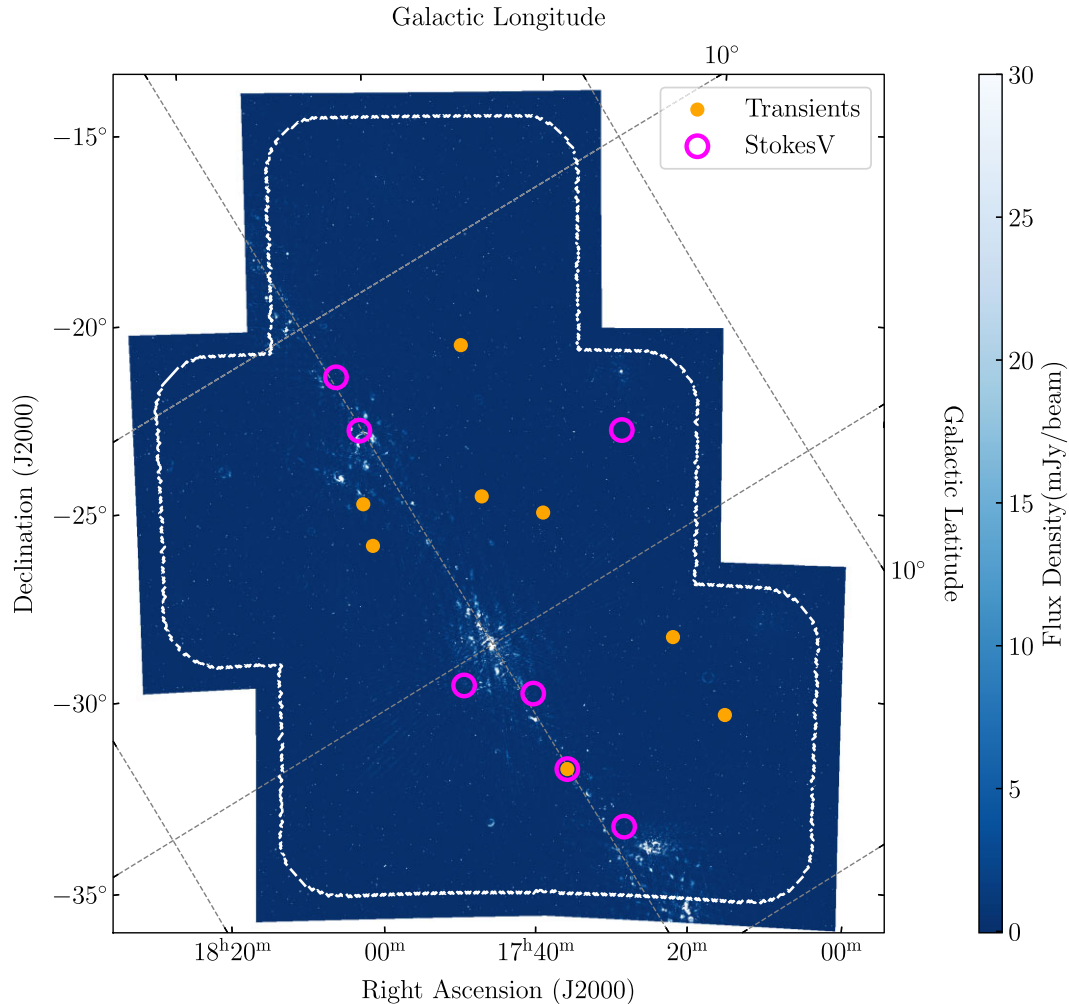 Galactic Longitude
10°
Transients
StokesV
−15°
−20°
−25°
−30°
−35°
Declination (J2000)
18ʰ20ᵐ
00ᵐ
17ʰ40ᵐ
20ᵐ
00ᵐ
Right Ascension (J2000)
10°
Galactic Latitude
30
25
20
15
10
5
0
Flux Density(mJy/beam)